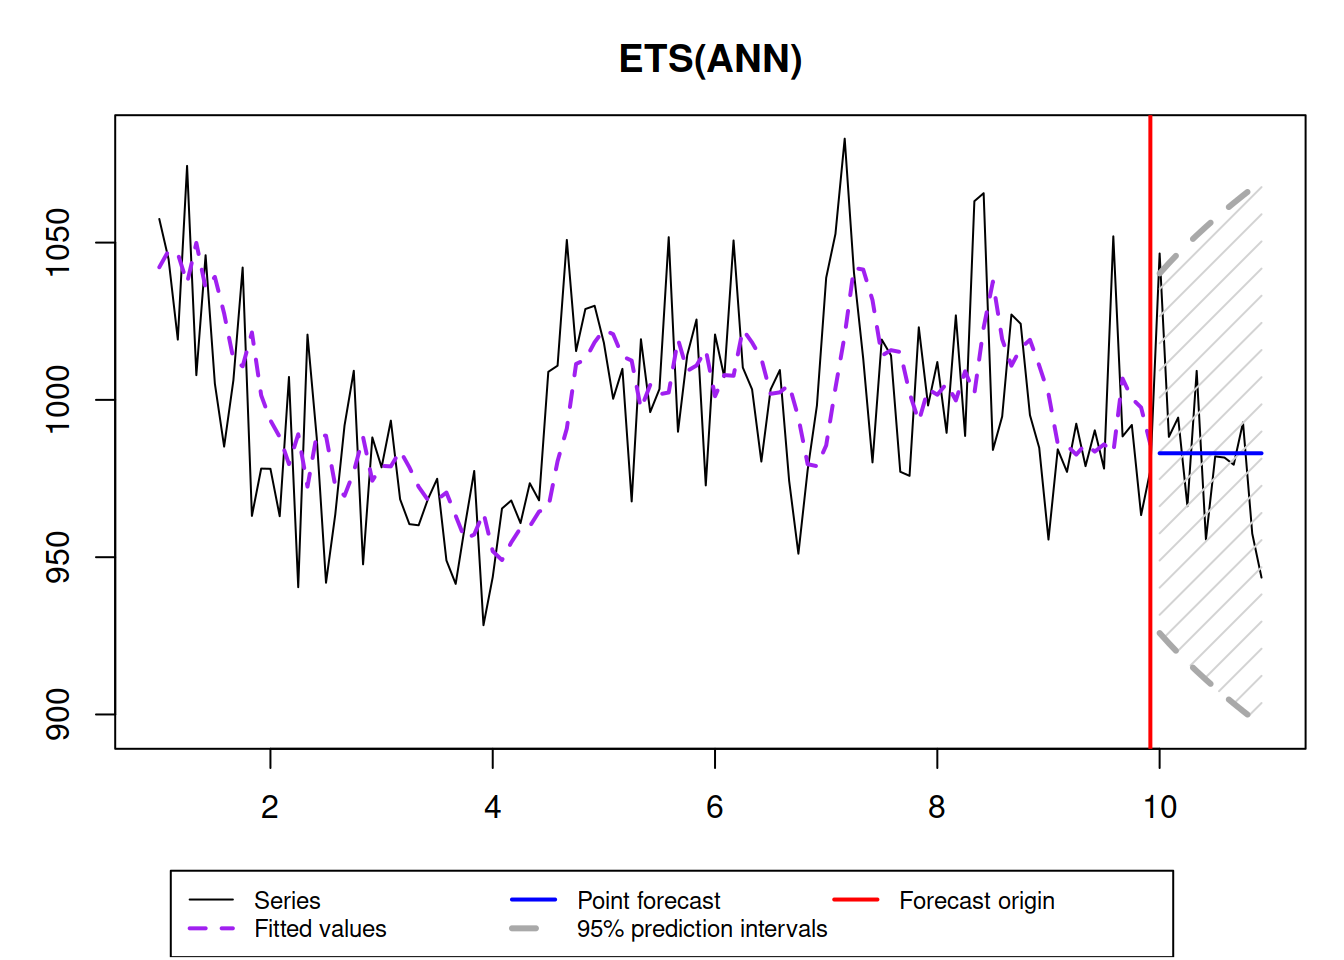 ETS(ANN)
1050
1000
950
900
2 4 6 8 10
Series Point forecast Forecast origin
Fitted values 95% prediction intervals